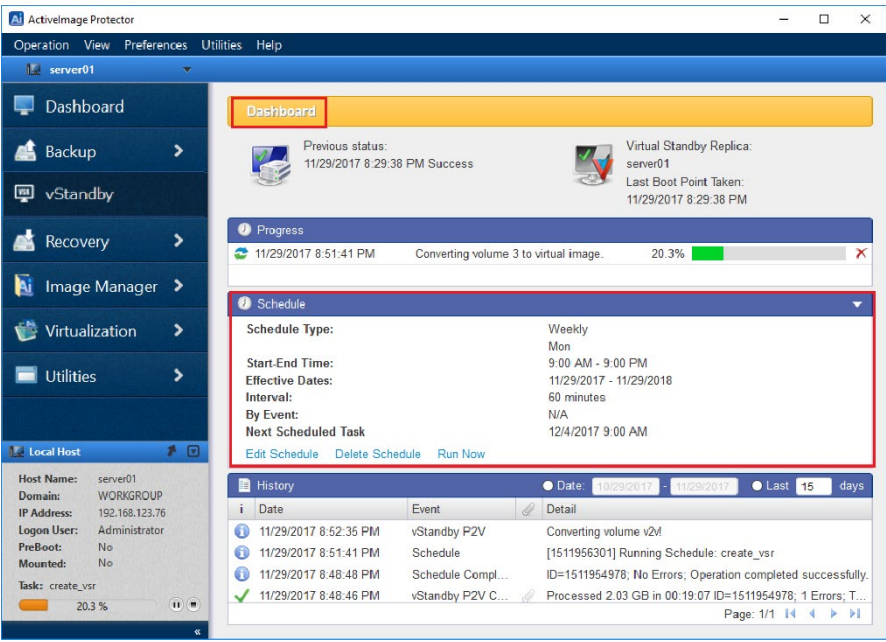 ActiveImage Protector
Operation View Preferences Utilities Help
server01
Dashboard
Backup
vStandby
Recovery
Image Manager
Virtualization
Utilities
Local Host
Host Name: server01
Domain: WORKGROUP
IP Address: 192.168.123.76
Logon User: Administrator
PreBoot: No
Mounted: No
Task: create_vsr
20.3 %
Dashboard
Previous status:
11/29/2017 8:29:38 PM Success
Virtual Standby Replica:
server01
Last Boot Point Taken:
11/29/2017 8:29:38 PM
Progress
11/29/2017 8:51:41 PM Converting volume 3 to virtual image. 20.3%
Schedule
Schedule Type: Weekly
Mon
Start-End Time: 9:00 AM - 9:00 PM
Effective Dates: 11/29/2017 - 11/29/2018
Interval: 60 minutes
By Event: N/A
Next Scheduled Task 12/4/2017 9:00 AM
Edit Schedule Delete Schedule Run Now
History Date: 10/29/2017 - 11/29/2017 Last 15 days
i Date Event Detail
11/29/2017 8:52:35 PM vStandby P2V Converting volume v2v!
11/29/2017 8:51:41 PM Schedule [1511956301] Running Schedule: create_vsr
11/29/2017 8:48:48 PM Schedule Compl... ID=1511954978; No Errors; Operation completed successfully.
11/29/2017 8:48:46 PM vStandby P2V C... Processed 2.03 GB in 00:19:07 ID=1511954978; 1 Errors; T...
Page: 1/1